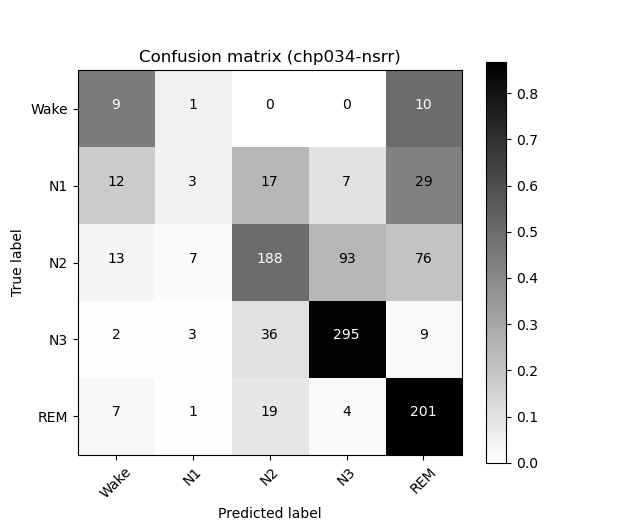 Confusion matrix (chp034-nsrr)
Wake 9 1 0 0 10
N1 12 3 17 7 29
N2 13 7 188 93 76
N3 2 3 36 295 9
REM 7 1 19 4 201
Wake N1 N2 N3 REM
True label
Predicted label
0.8
0.7
0.6
0.5
0.4
0.3
0.2
0.1
0.0